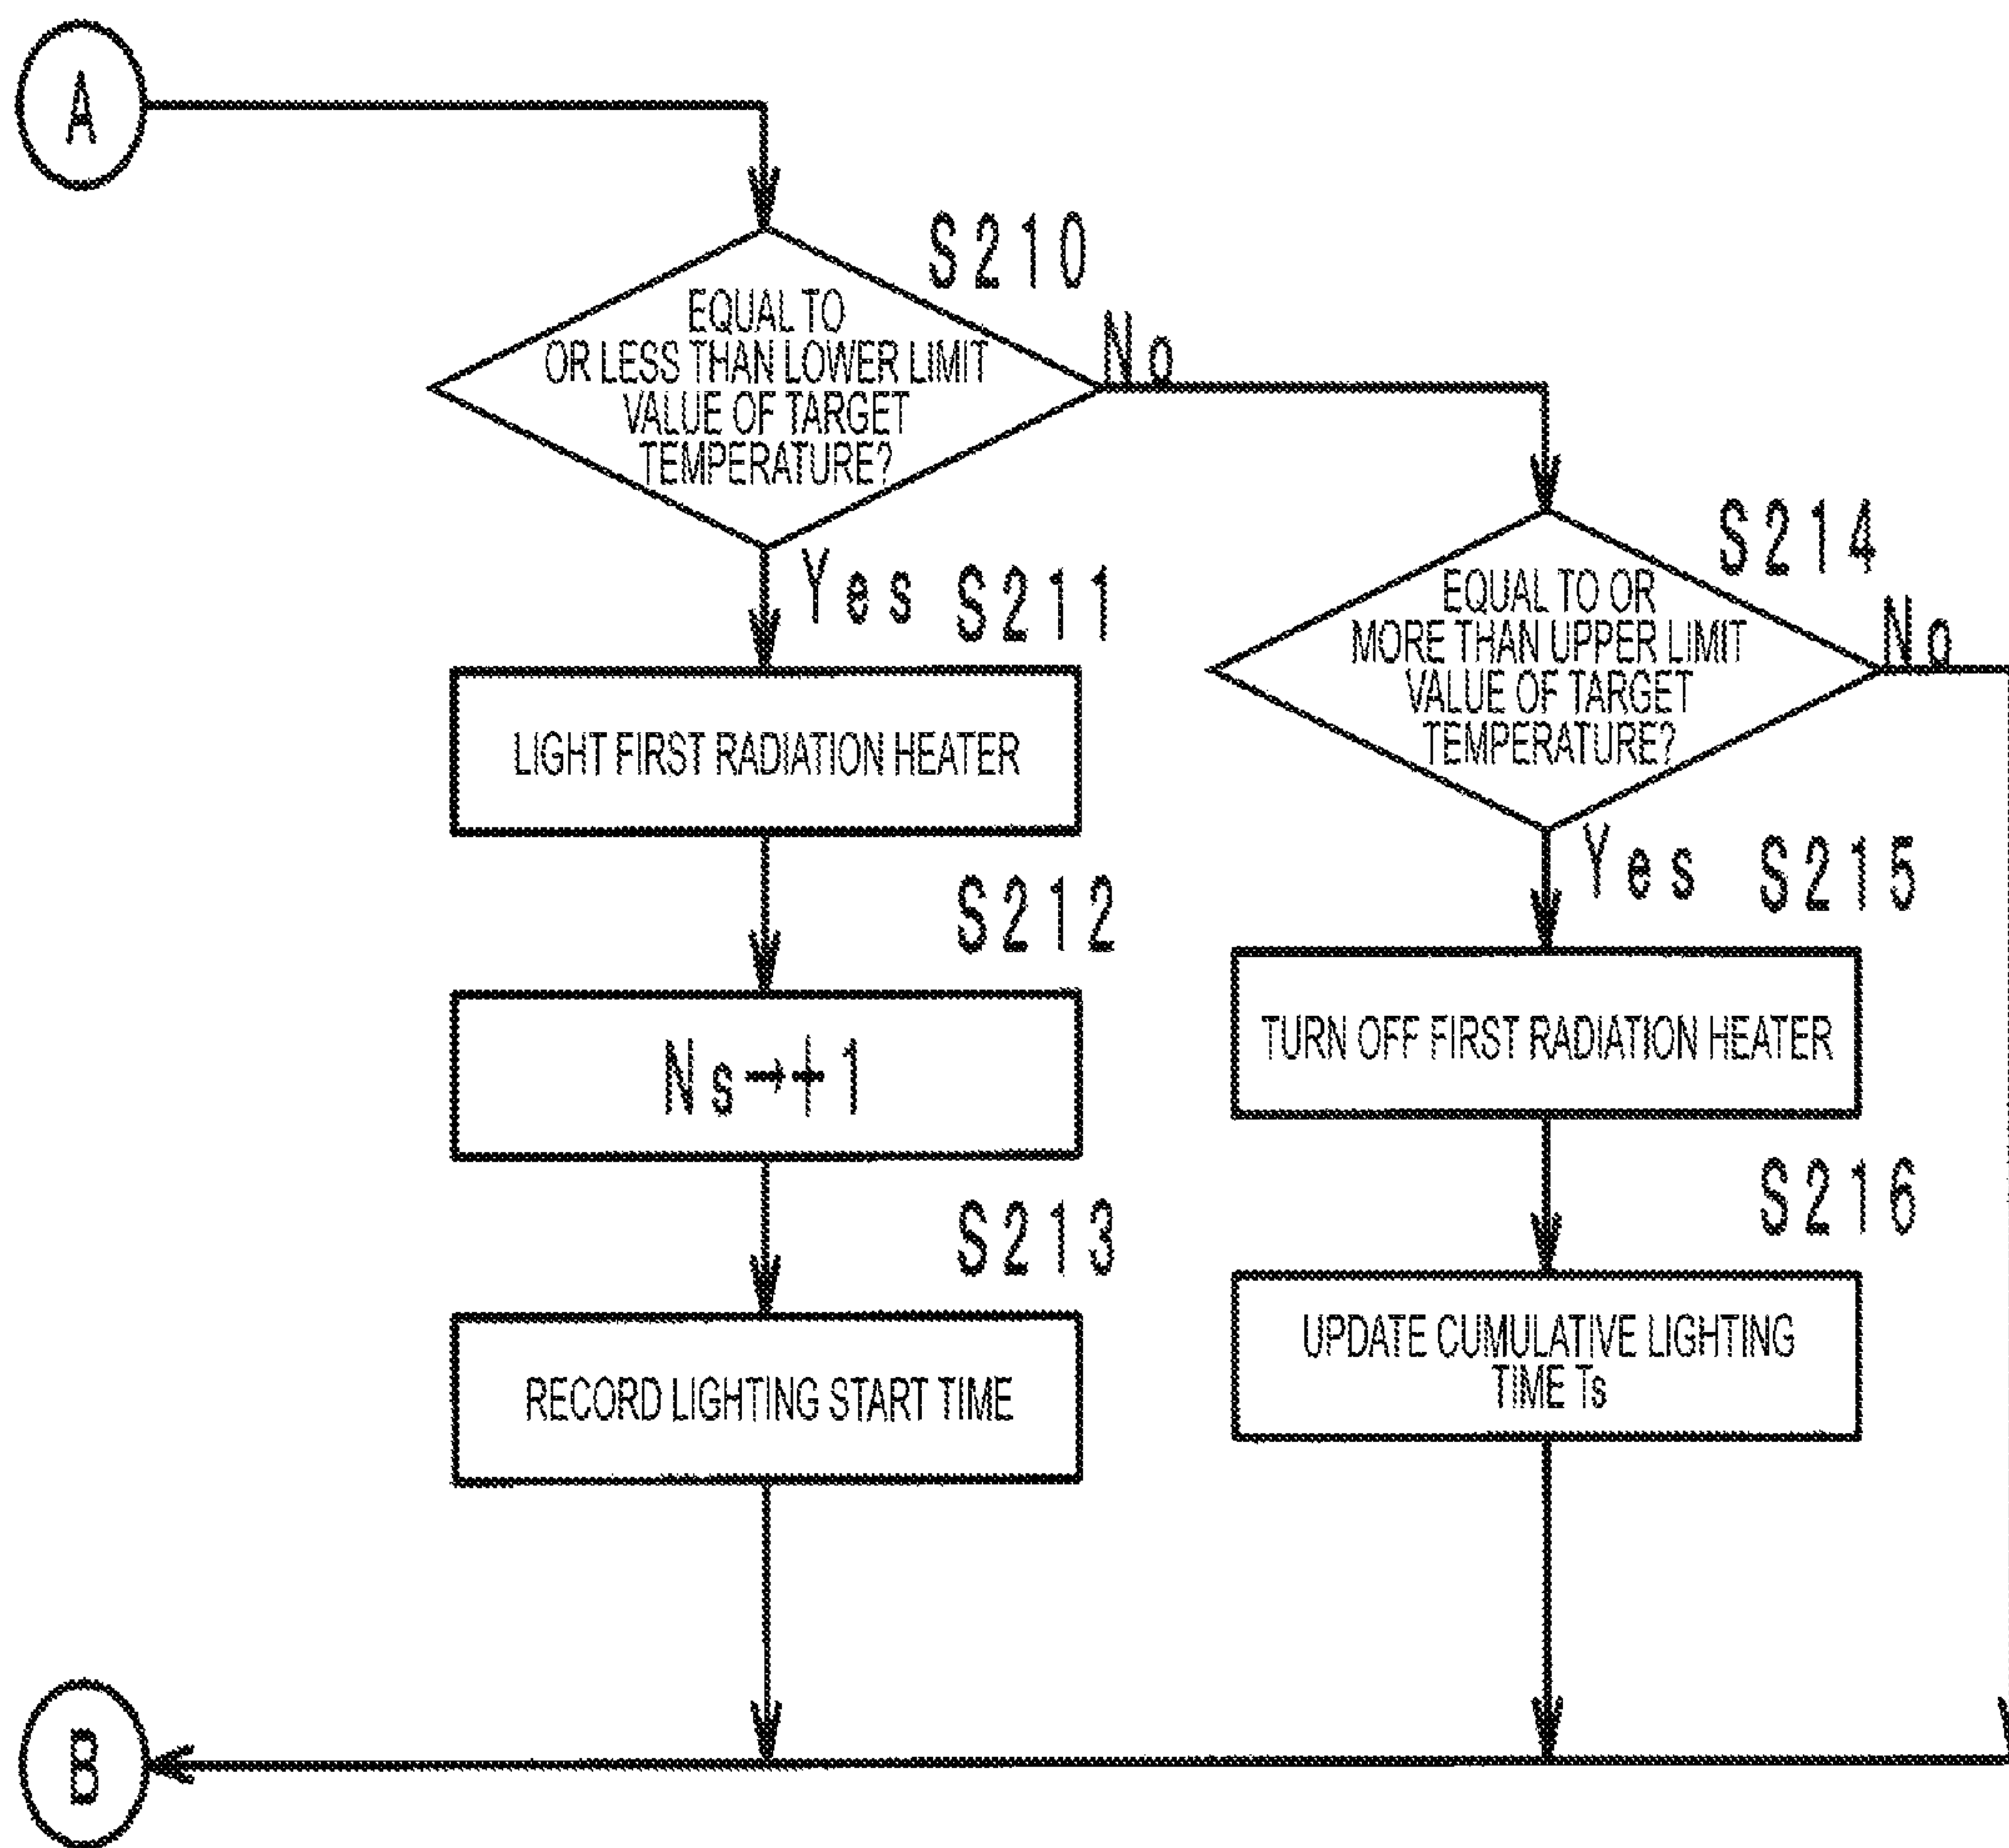 A
S210
EQUAL TO
OR LESS THAN LOWER LIMIT
VALUE OF TARGET
TEMPERATURE?
No
Yes
S211
LIGHT FIRST RADIATION HEATER
S212
Ns→+1
S213
RECORD LIGHTING START TIME
S214
EQUAL TO OR
MORE THAN UPPER LIMIT
VALUE OF TARGET
TEMPERATURE?
No
Yes
S215
TURN OFF FIRST RADIATION HEATER
S216
UPDATE CUMULATIVE LIGHTING
TIME Ts
B